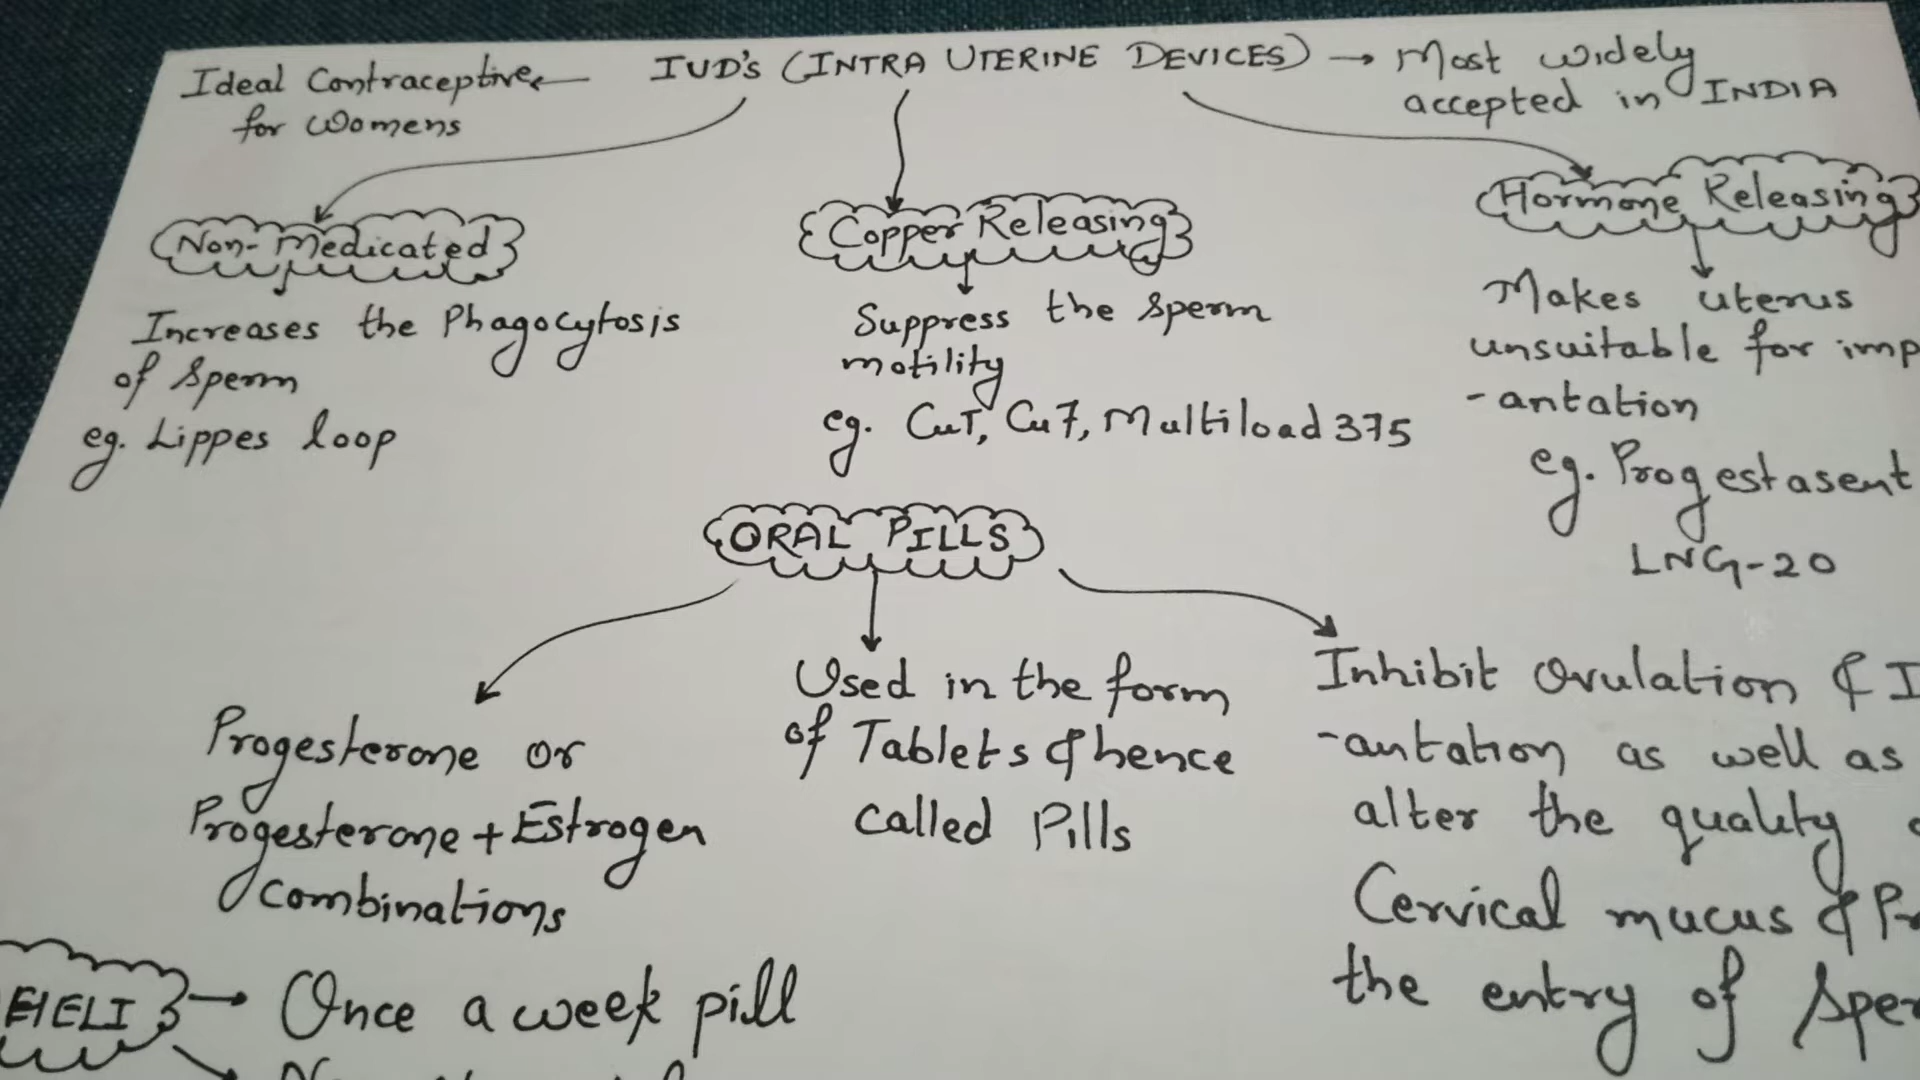 Ideal Contraceptive
for Womens
IUD's (INTRA UTERINE DEVICES)
Most widely
accepted in INDIA
Non-Medicated
Increases the Phagocytosis
of Sperm
eg. Lippes loop
Copper Releasing
Suppress the sperm
motility
eg. CuT, Cu7, Multiload 375
Hormone Releasing
Makes uterus
unsuitable for imp
-antation
eg. Progestasent
LNG-20
ORAL PILLS
Progesterone or
Progesterone + Estrogen
combinations
Used in the form
of Tablets & hence
called Pills
Inhibit Ovulation & I
-antation as well as
alter the quality
Cervical mucus & Pr
the entry of Sper
HELI
Once a week pill